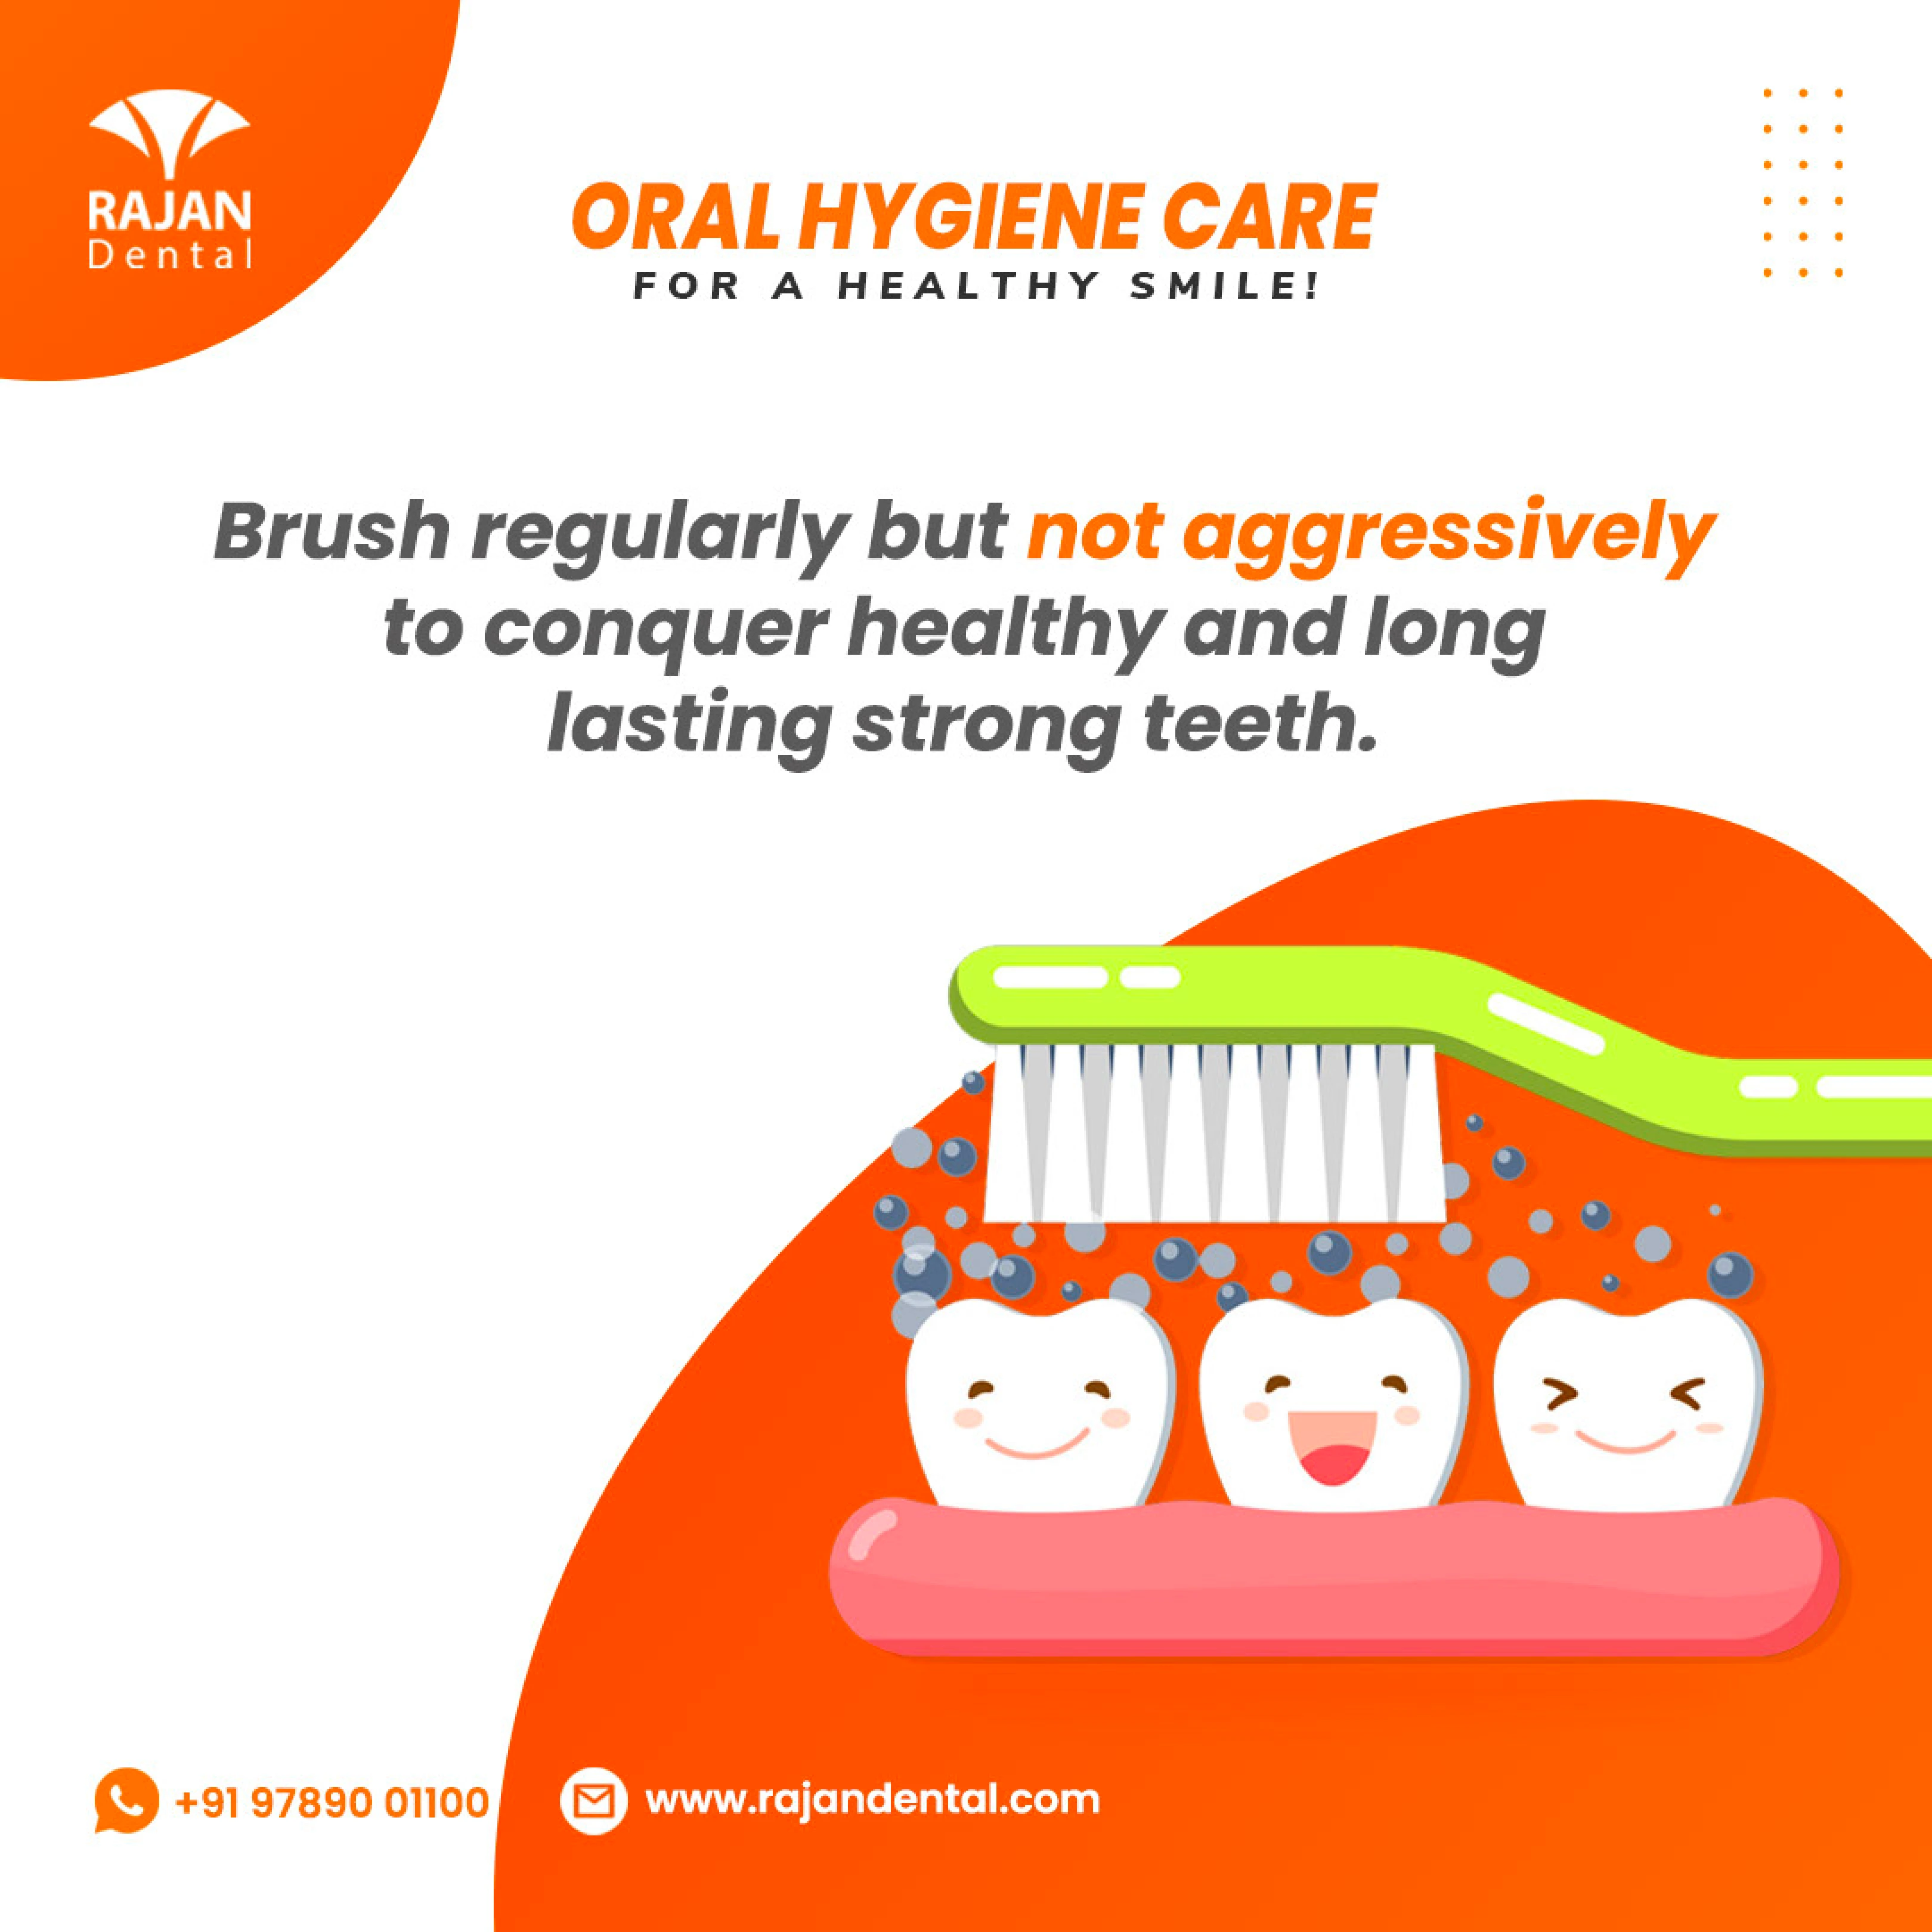 RAJAN
Dental
ORAL HYGIENE CARE
FOR A HEALTHY SMILE!
Brush regularly but not aggressively
to conquer healthy and long
lasting strong teeth.
+91 97890 01100
www.rajandental.com